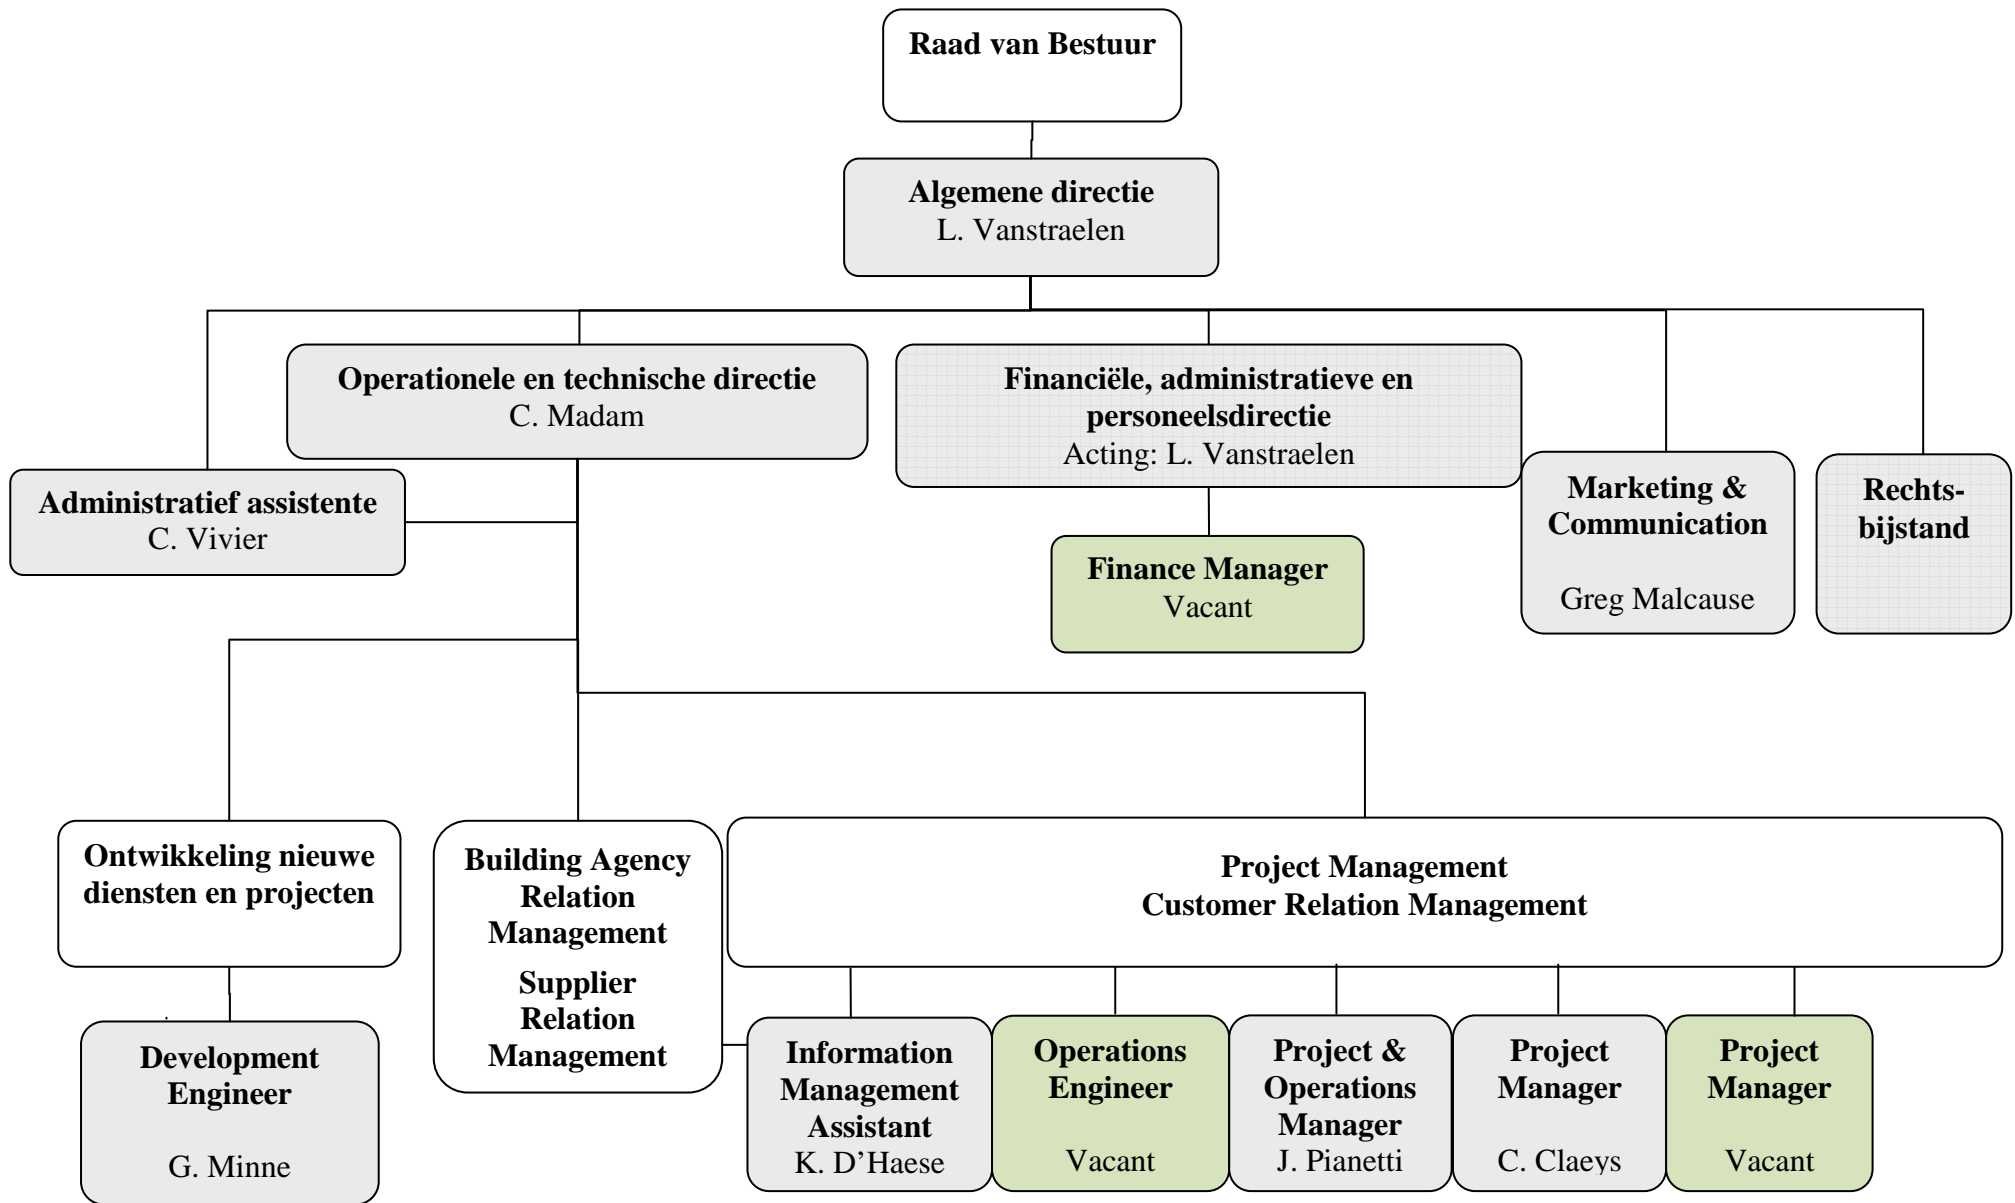 Raad van Bestuur
Algemene directie
L. Vanstraelen
Operationele en technische directie
C. Madam
Financiële, administratieve en
personeelsdirectie
Acting: L. Vanstraelen
Administratief assistente
C. Vivier
Marketing &
Communication
Greg Malcause
Rechts-
bijstand
Finance Manager
Vacant
Ontwikkeling nieuwe
diensten en projecten
Building Agency
Relation
Management
Supplier
Relation
Management
Project Management
Customer Relation Management
Development
Engineer
G. Minne
Information
Management
Assistant
K. D’Haese
Operations
Engineer
Vacant
Project &
Operations
Manager
J. Pianetti
Project
Manager
C. Claeys
Project
Manager
Vacant